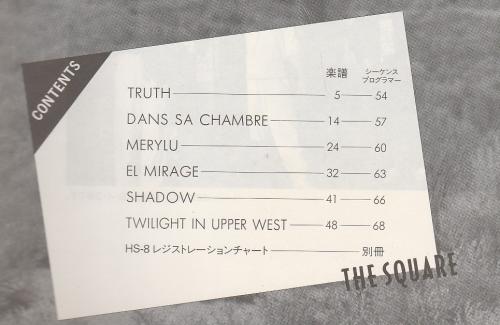 CONTENTS
楽譜 シーケンス
プログラマー
TRUTH 5 54
DANS SA CHAMBRE 14 57
MERYLU 24 60
EL MIRAGE 32 63
SHADOW 41 66
TWILIGHT IN UPPER WEST 48 68
HS-8 レジストレーションチャート 別冊
THE SQUARE